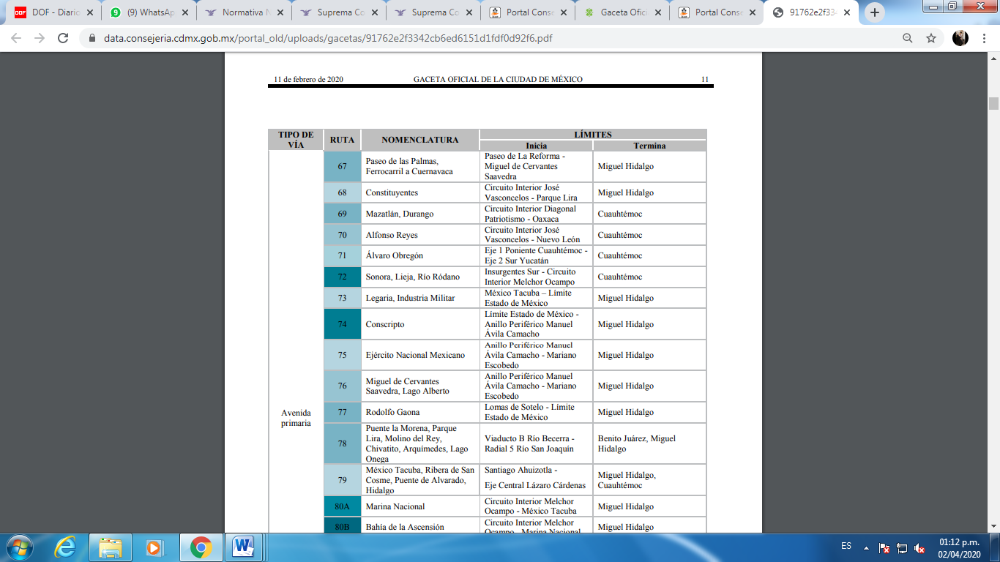 DOF - Diario
(9) WhatsAp
Normativa N
Suprema Co
Suprema Co
Portal Conse
Gaceta Ofici
Portal Conse
91762e2f334
data.consejeria.cdmx.gob.mx/portal_old/uploads/gacetas/91762e2f3342cb6ed6151d1fdf0d92f6.pdf
11 de febrero de 2020 GACETA OFICIAL DE LA CIUDAD DE MÉXICO 11
TIPO DE
VÍA
RUTA
NOMENCLATURA
LÍMITES
Inicia
Termina
Avenida
primaria
67
Paseo de las Palmas,
Ferrocarril a Cuernavaca
Paseo de La Reforma -
Miguel de Cervantes
Saavedra
Miguel Hidalgo
68
Constituyentes
Circuito Interior José
Vasconcelos - Parque Lira
Miguel Hidalgo
69
Mazatlán, Durango
Circuito Interior Diagonal
Patriotismo - Oaxaca
Cuauhtémoc
70
Alfonso Reyes
Circuito Interior José
Vasconcelos - Nuevo León
Cuauhtémoc
71
Álvaro Obregón
Eje 1 Poniente Cuauhtémoc -
Eje 2 Sur Yucatán
Cuauhtémoc
72
Sonora, Lieja, Río Ródano
Insurgentes Sur - Circuito
Interior Melchor Ocampo
Cuauhtémoc
73
Legaria, Industria Militar
México Tacuba – Límite
Estado de México
Miguel Hidalgo
74
Conscripto
Límite Estado de México -
Anillo Periférico Manuel
Ávila Camacho
Miguel Hidalgo
75
Ejército Nacional Mexicano
Anillo Periférico Manuel
Ávila Camacho - Mariano
Escobedo
Miguel Hidalgo
76
Miguel de Cervantes
Saavedra, Lago Alberto
Anillo Periférico Manuel
Ávila Camacho - Mariano
Escobedo
Miguel Hidalgo
77
Rodolfo Gaona
Lomas de Sotelo - Límite
Estado de México
Miguel Hidalgo
78
Puente la Morena, Parque
Lira, Molino del Rey,
Chivatito, Arquímedes, Lago
Onega
Viaducto B Río Becerra -
Radial 5 Río San Joaquín
Benito Juárez, Miguel
Hidalgo
79
México Tacuba, Ribera de San
Cosme, Puente de Alvarado,
Hidalgo
Santiago Ahuizotla -
Eje Central Lázaro Cárdenas
Miguel Hidalgo,
Cuauhtémoc
80A
Marina Nacional
Circuito Interior Melchor
Ocampo - México Tacuba
Miguel Hidalgo
80B
Bahía de la Ascensión
Circuito Interior Melchor
Ocampo - Marina Nacional
Miguel Hidalgo
ES
01:12 p.m.
02/04/2020